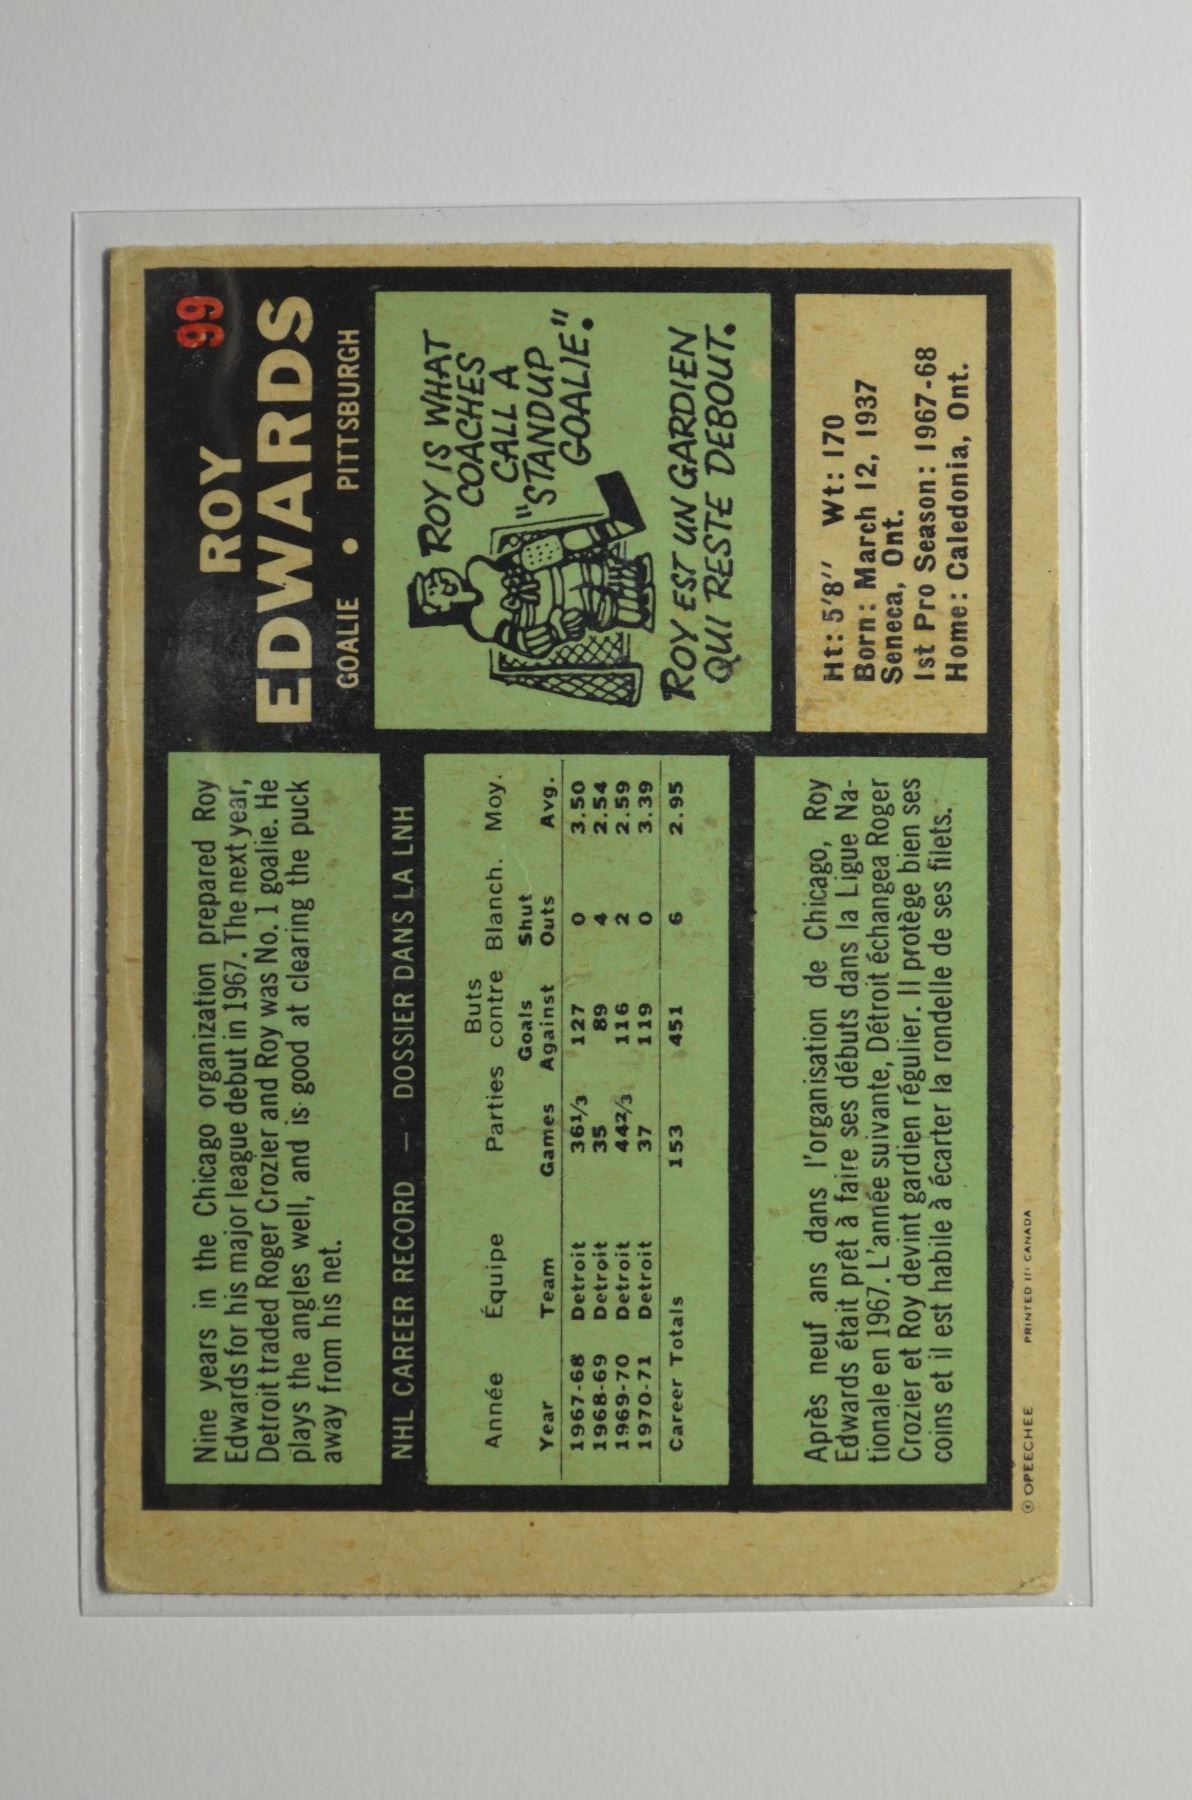 Nine years in the Chicago organization prepared Roy
Edwards for his major league debut in 1967. The next year,
Detroit traded Roger Crozier and Roy was No. 1 goalie. He
plays the angles well, and is good at clearing the puck
away from his net.
99
ROY
EDWARDS
GOALIE • PITTSBURGH
NHL CAREER RECORD — DOSSIER DANS LA LNH
Année Équipe Parties Buts contre Blanch. Moy.
Year Team Games Goals Against Shut Outs Avg.
1967-68 Detroit 36 1/3 127 0 3.50
1968-69 Detroit 35 89 4 2.54
1969-70 Detroit 44 2/3 116 2 2.59
1970-71 Detroit 37 119 0 3.39
Career Totals 153 451 6 2.95
ROY IS WHAT
COACHES
CALL A
"STANDUP
GOALIE".
ROY EST UN GARDIEN
QUI RESTE DEBOUT.
Après neuf ans dans l'organisation de Chicago, Roy
Edwards était prêt à faire ses débuts dans la Ligue Na-
tionale en 1967. L'année suivante, Détroit échangea Roger
Crozier et Roy devint gardien régulier. Il protège bien ses
coins et il est habile à écarter la rondelle de ses filets.
Ht: 5'8'' Wt: 170
Born: March 12, 1937
Seneca, Ont.
1st Pro Season: 1967-68
Home: Caledonia, Ont.
© OPEECHEE PRINTED IN CANADA